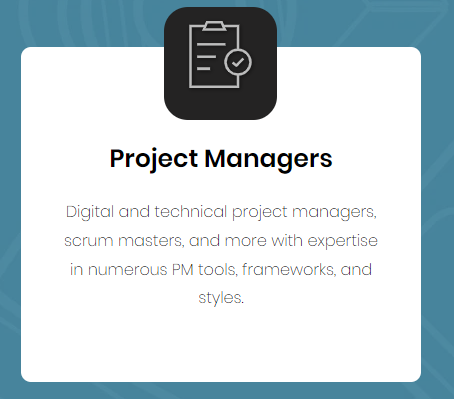 Project Managers
Digital and technical project managers,
scrum masters, and more with expertise
in numerous PM tools, frameworks, and
styles.